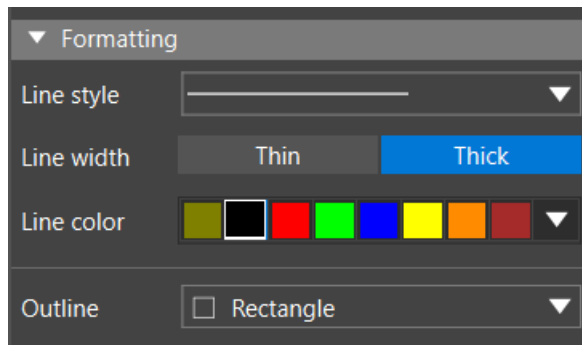 Formatting
Line style
Line width Thin Thick
Line color
Outline Rectangle